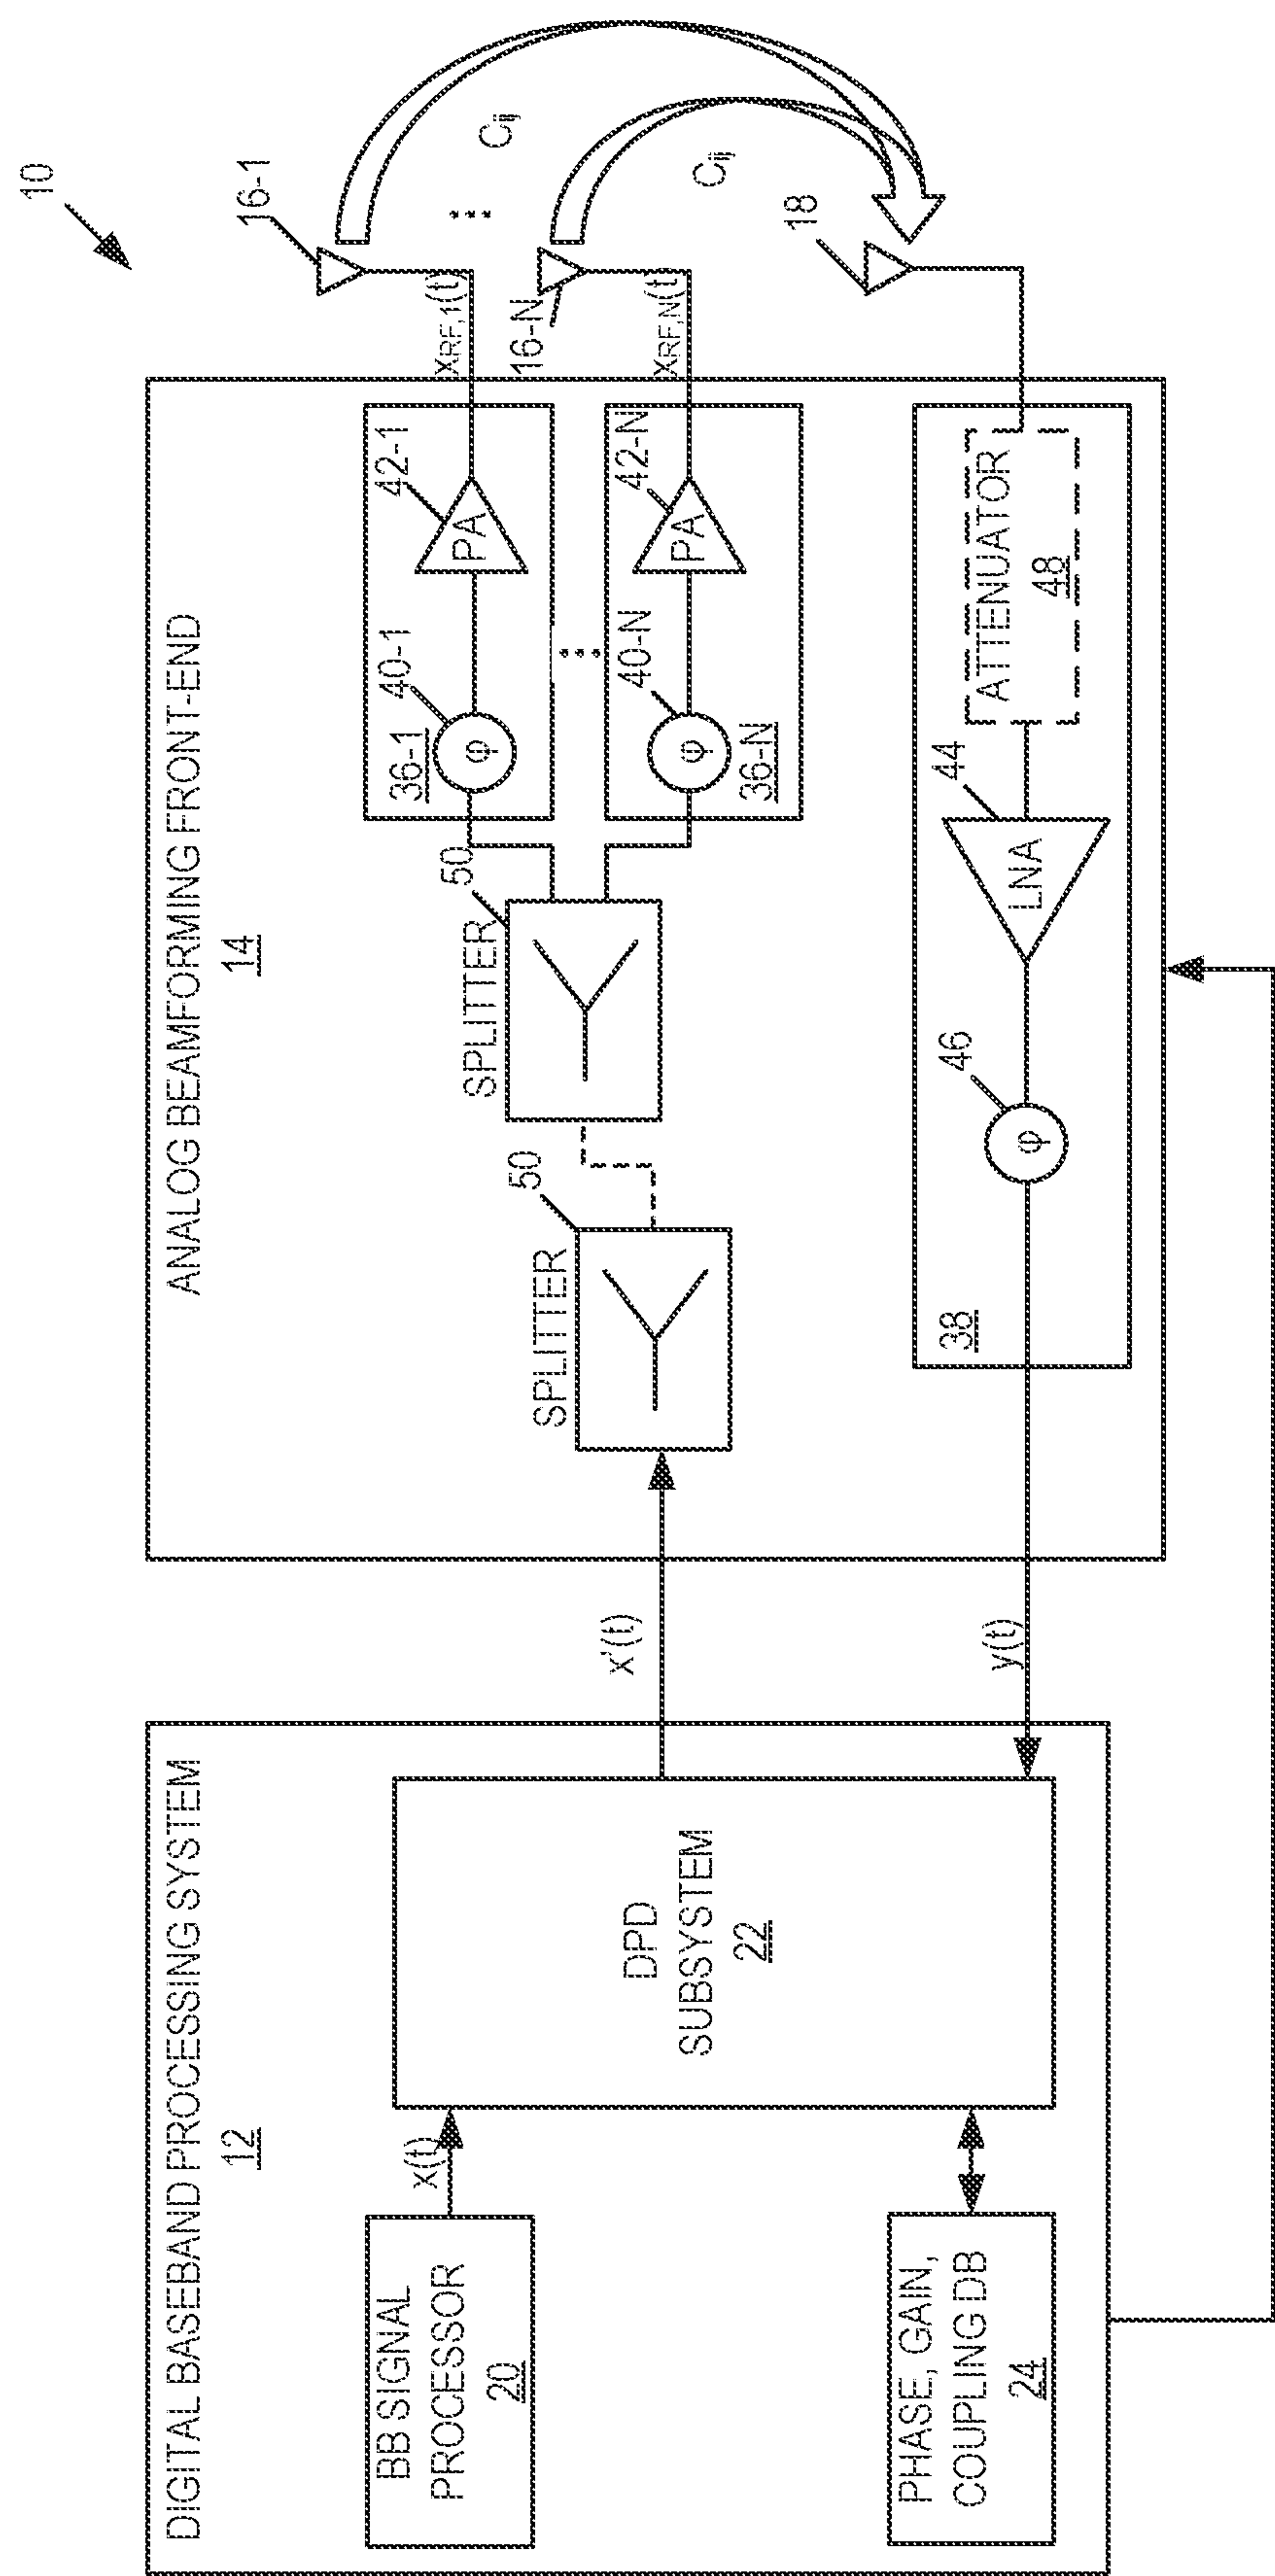 10
DIGITAL BASEBAND PROCESSING SYSTEM
12
BB SIGNAL
PROCESSOR
20
x(t)
PHASE, GAIN,
COUPLING DB
24
DPD
SUBSYSTEM
22
x'(t)
y(t)
ANALOG BEAMFORMING FRONT-END
14
SPLITTER
50
SPLITTER
50
36-1
φ
40-1
PA
42-1
XRF,1(t)
16-1
36-N
φ
40-N
PA
42-N
XRF,N(t
16-N
38
φ
46
LNA
44
ATTENUATOR
48
18
Cij
Cij